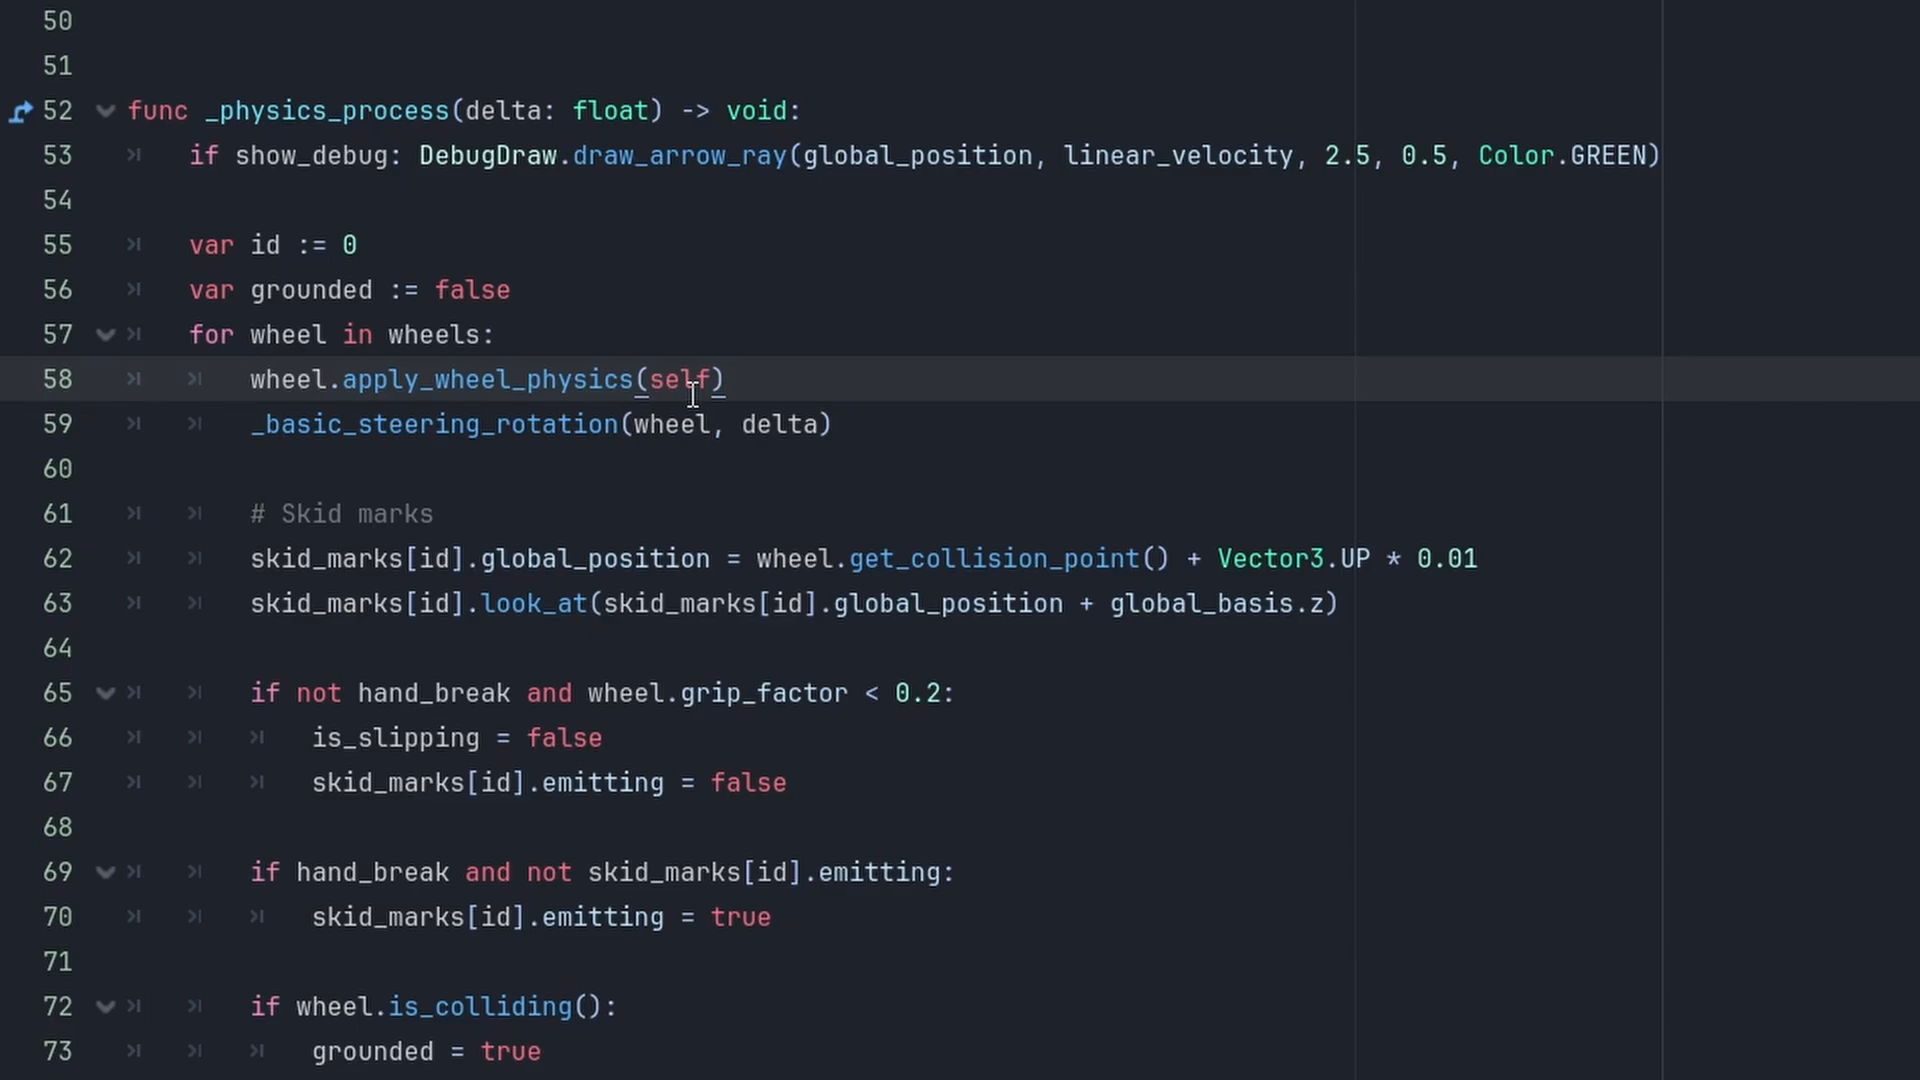 50
51
52 func _physics_process(delta: float) -> void:
53 if show_debug: DebugDraw.draw_arrow_ray(global_position, linear_velocity, 2.5, 0.5, Color.GREEN)
54
55 var id := 0
56 var grounded := false
57 for wheel in wheels:
58 wheel.apply_wheel_physics(self)
59 _basic_steering_rotation(wheel, delta)
60
61 # Skid marks
62 skid_marks[id].global_position = wheel.get_collision_point() + Vector3.UP * 0.01
63 skid_marks[id].look_at(skid_marks[id].global_position + global_basis.z)
64
65 if not hand_break and wheel.grip_factor < 0.2:
66 is_slipping = false
67 skid_marks[id].emitting = false
68
69 if hand_break and not skid_marks[id].emitting:
70 skid_marks[id].emitting = true
71
72 if wheel.is_colliding():
73 grounded = true